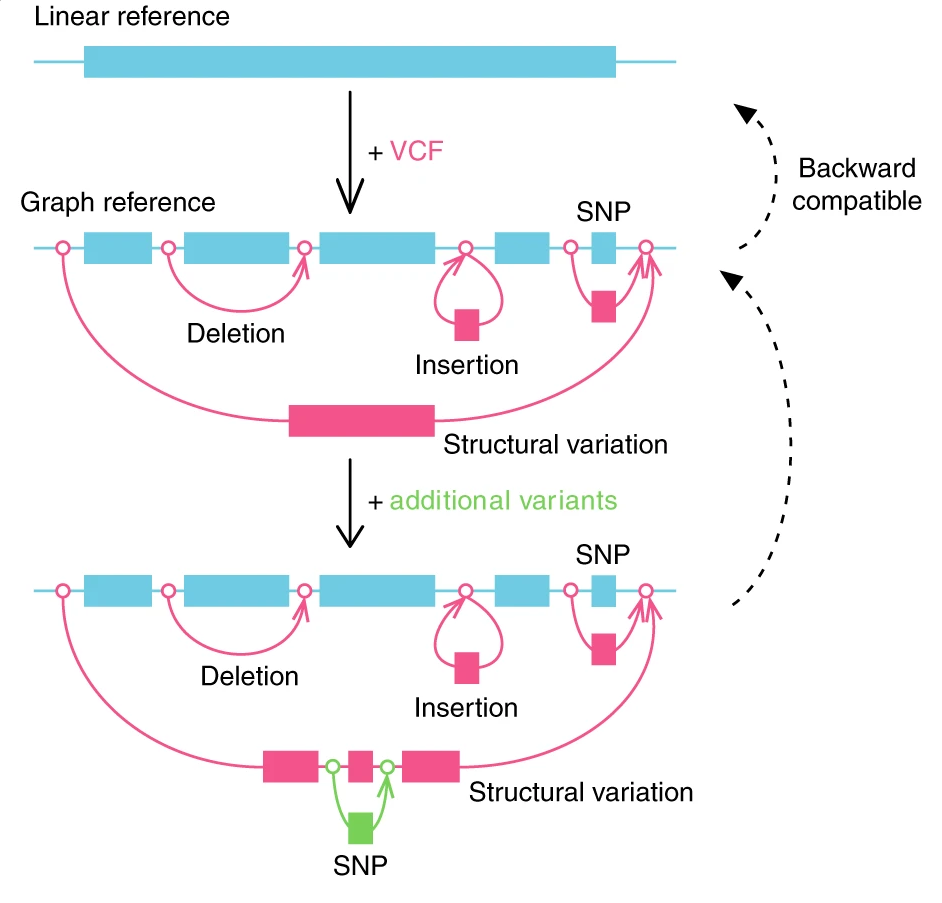 Linear reference
+ VCF
Backward
compatible
Graph reference
SNP
Deletion
Insertion
Structural variation
+ additional variants
SNP
Deletion
Insertion
Structural variation
SNP